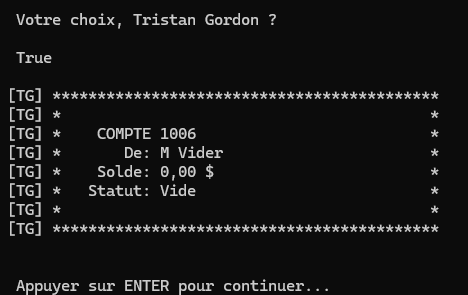 Votre choix, Tristan Gordon ?
True
[TG] *******************************************
[TG] *                                         *
[TG] *    COMPTE 1006                          *
[TG] *       De: M Vider                       *
[TG] *    Solde: 0,00 $                        *
[TG] *   Statut: Vide                          *
[TG] *                                         *
[TG] *******************************************
Appuyer sur ENTER pour continuer...